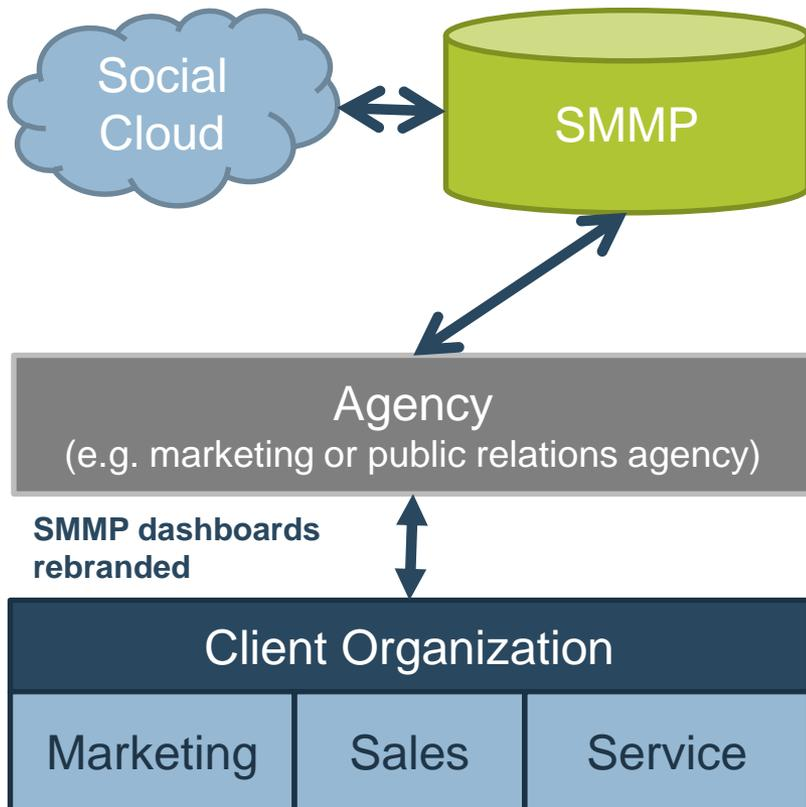 Social
Cloud
SMMP
Agency
(e.g. marketing or public relations agency)
SMMP dashboards
rebranded
Client Organization
Marketing
Sales
Service